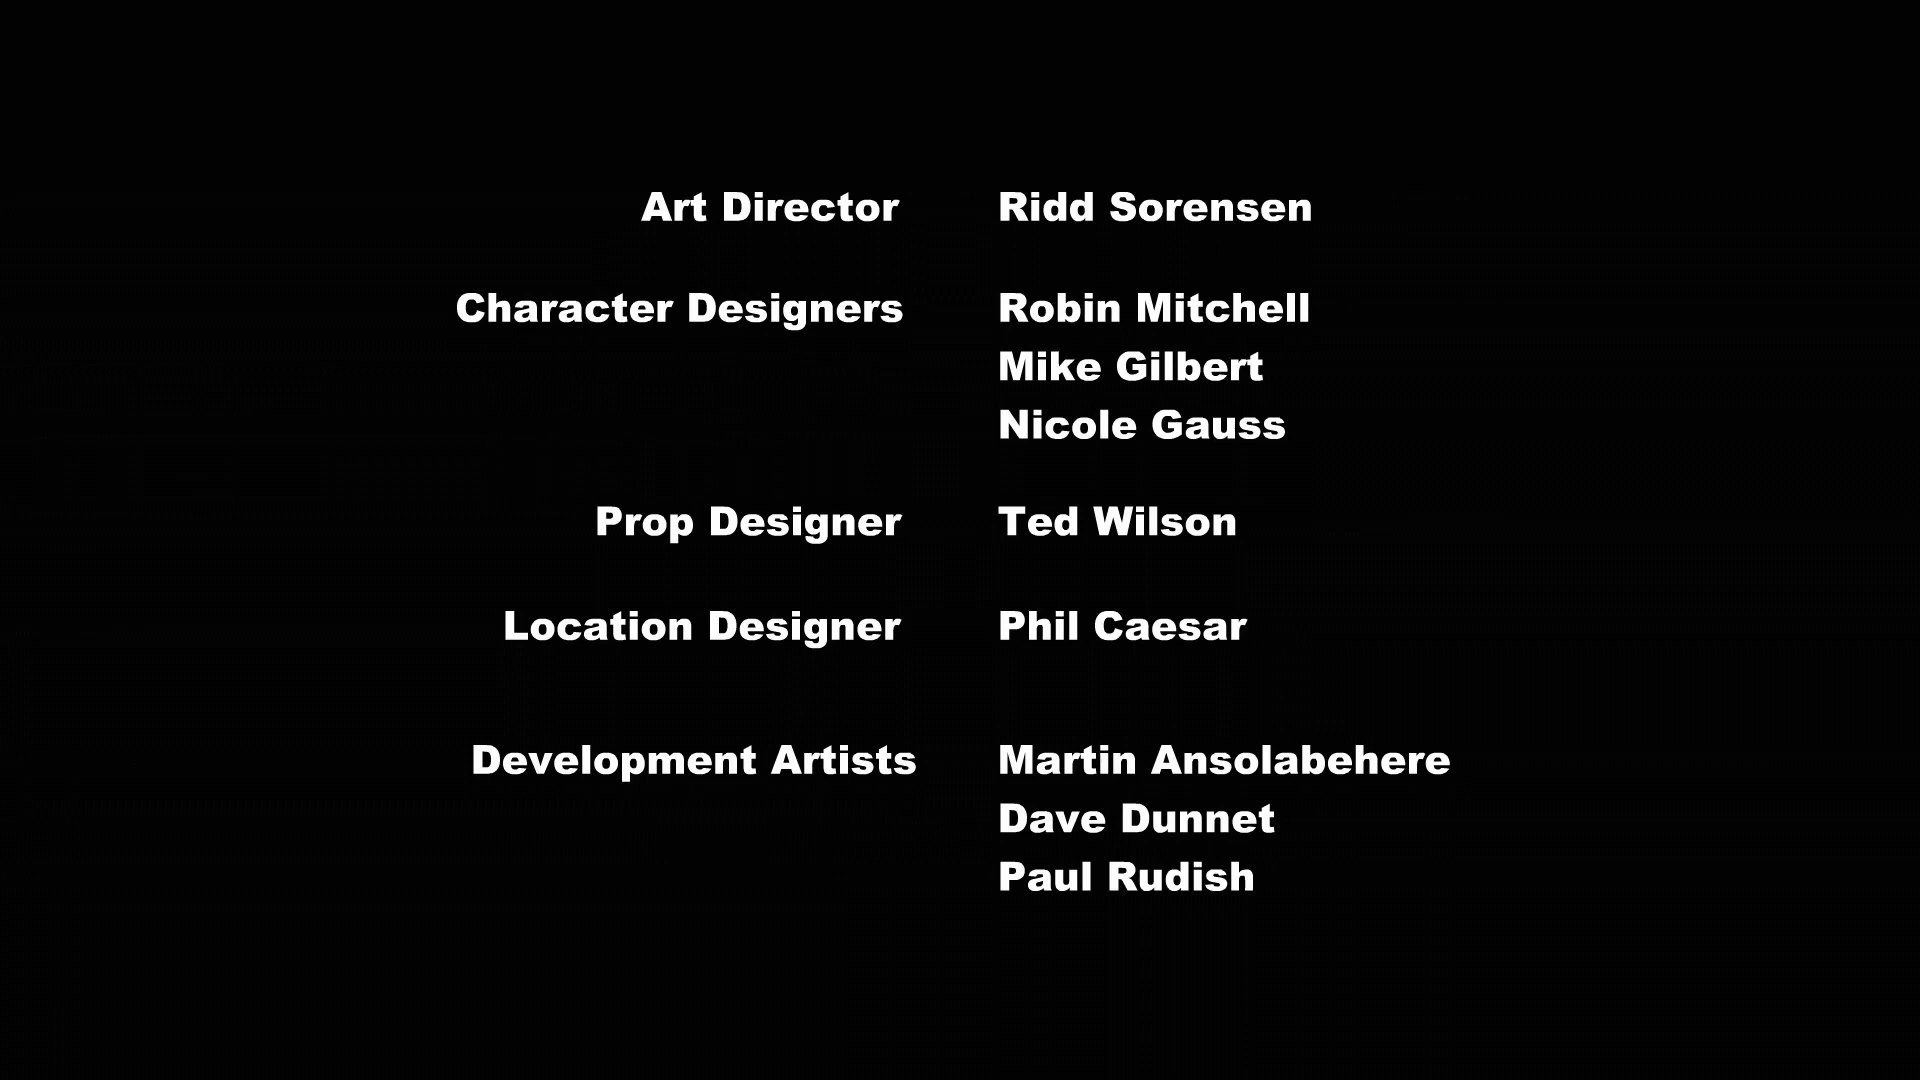 Art Director Ridd Sorensen
Character Designers Robin Mitchell
Mike Gilbert
Nicole Gauss
Prop Designer Ted Wilson
Location Designer Phil Caesar
Development Artists Martin Ansolabehere
Dave Dunnet
Paul Rudish